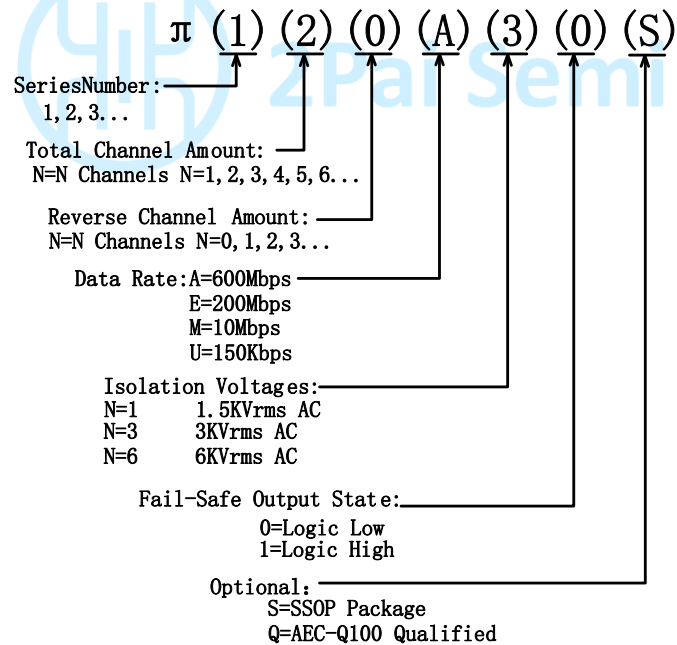 π (1) (2) (0) (A) (3) (0) (S)
2Pai Semi
SeriesNumber:
1,2,3...
Total Channel Amount:
N=N Channels N=1,2,3,4,5,6...
Reverse Channel Amount:
N=N Channels N=0,1,2,3...
Data Rate:A=600Mbps
E=200Mbps
M=10Mbps
U=150Kbps
Isolation Voltages:
N=1 1.5KVrms AC
N=3 3KVrms AC
N=6 6KVrms AC
Fail-Safe Output State:
0=Logic Low
1=Logic High
Optional:
S=SSOP Package
Q=AEC-Q100 Qualified